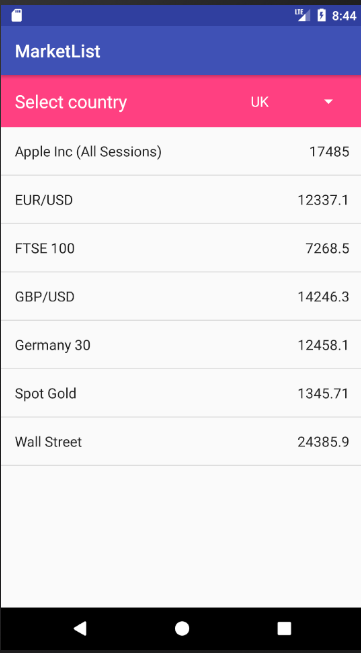 LTE 8:44
MarketList
Select country UK
Apple Inc (All Sessions) 17485
EUR/USD 12337.1
FTSE 100 7268.5
GBP/USD 14246.3
Germany 30 12458.1
Spot Gold 1345.71
Wall Street 24385.9